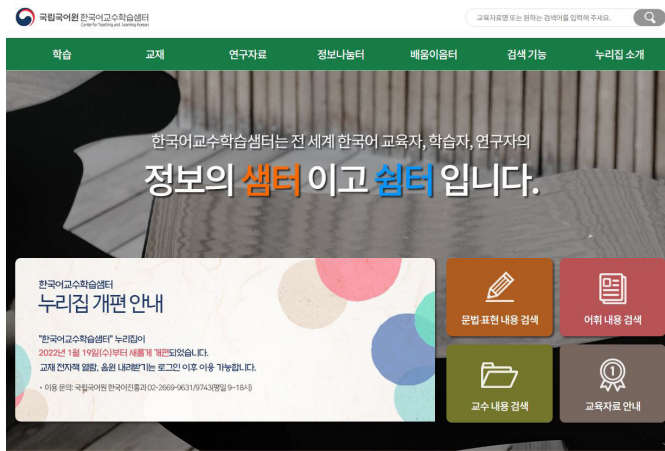 국립국어원 한국어교수학습샘터
Center for Teaching and Learning Korean
교육자료명 또는 원하는 검색어를 입력해 주세요.
학습 교재 연구자료 정보나눔터 배움이음터 검색 기능 누리집 소개
한국어교수학습샘터는 전 세계 한국어 교육자, 학습자, 연구자의
정보의 샘터 이고 쉼터 입니다.
한국어교수학습샘터
누리집 개편 안내
"한국어교수학습샘터" 누리집이
2022년 1월 19일(수)부터 새롭게 개편되었습니다.
교재 전자책 열람, 음원 내려받기는 로그인 이후 이용 가능합니다.
• 이용 문의: 국립국어원 한국어진흥과 02-2669-9631/9743(평일 9~18시)
문법·표현 내용 검색
어휘 내용 검색
교수 내용 검색
1
교육자료 안내